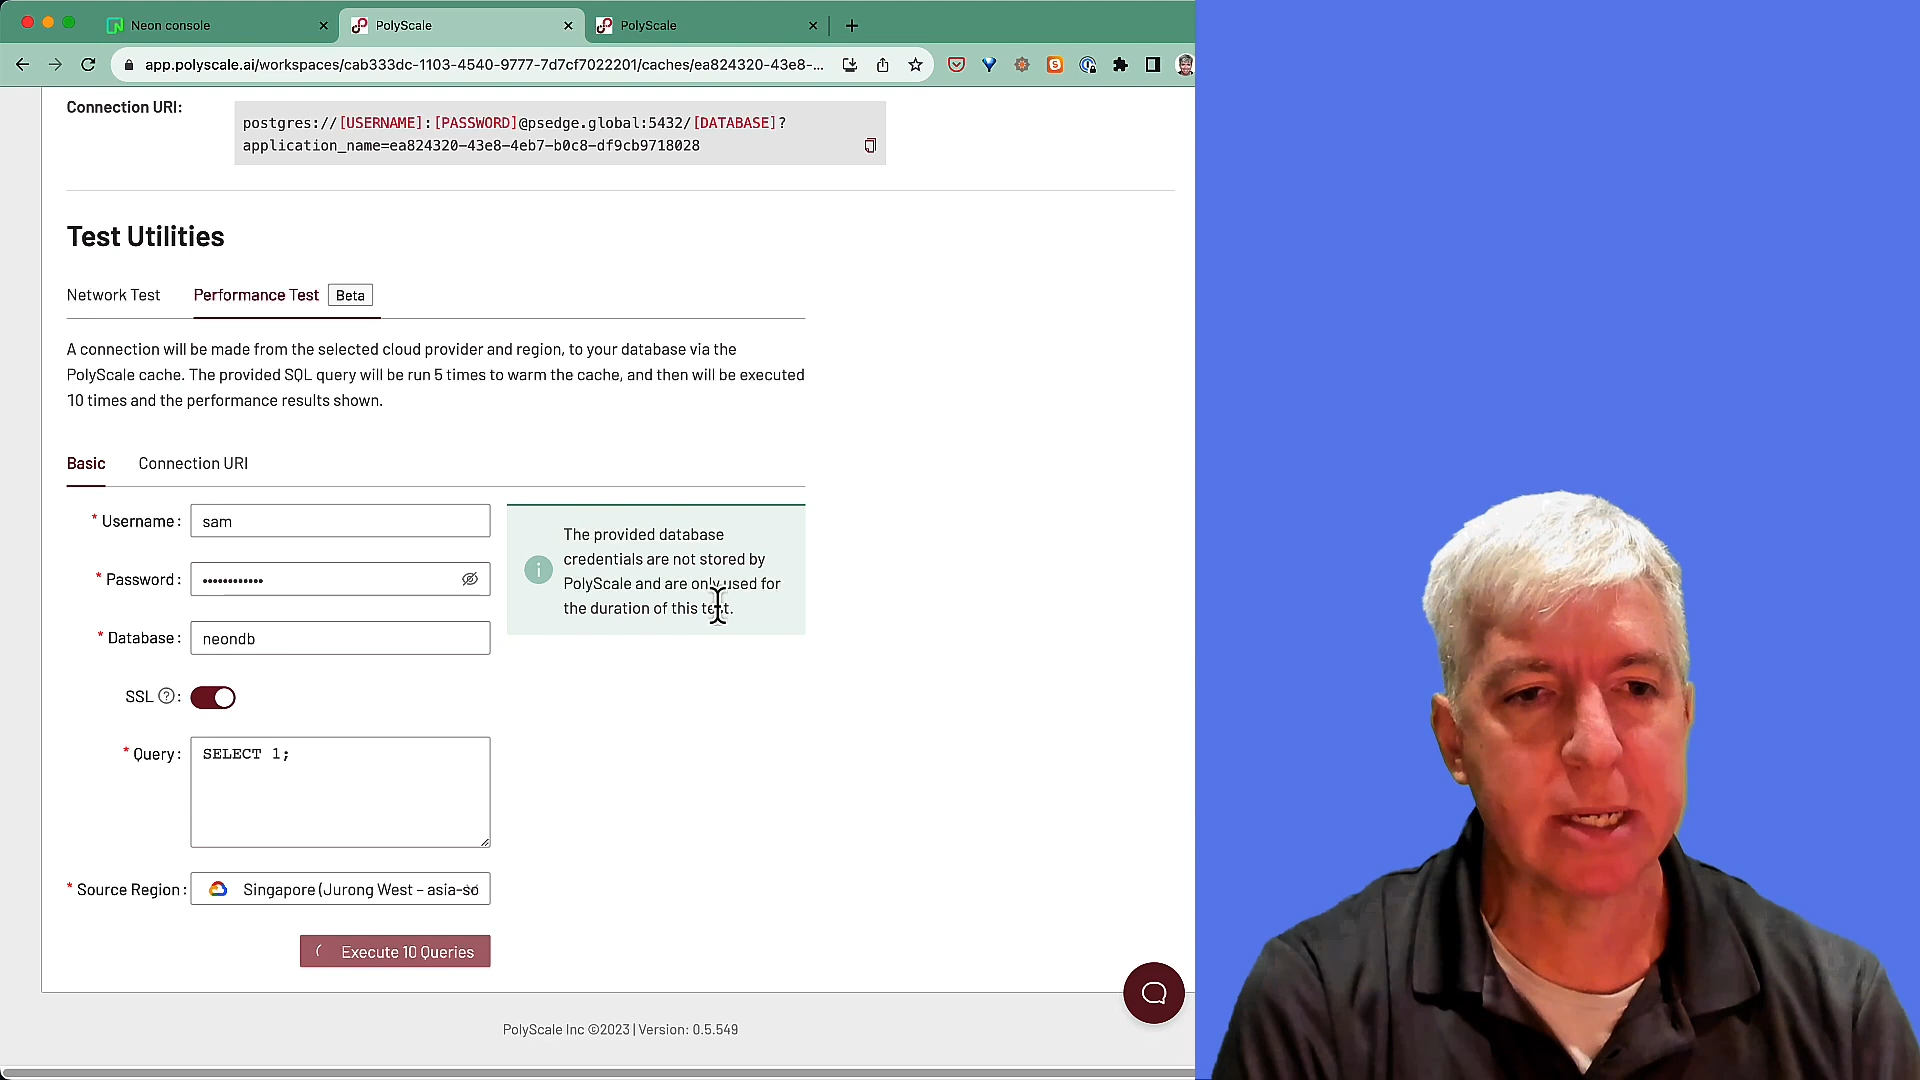 Neon console
PolyScale
PolyScale
app.polyscale.ai/workspaces/cab333dc-1103-4540-9777-7d7cf7022201/caches/ea824320-43e8-...
Connection URI:
postgres://[USERNAME]:[PASSWORD]@psedge.global:5432/[DATABASE]?
application_name=ea824320-43e8-4eb7-b0c8-df9cb9718028
Test Utilities
Network Test
Performance Test
Beta
A connection will be made from the selected cloud provider and region, to your database via the
PolyScale cache. The provided SQL query will be run 5 times to warm the cache, and then will be executed
10 times and the performance results shown.
Basic
Connection URI
* Username:
sam
The provided database
credentials are not stored by
PolyScale and are only used for
the duration of this test.
* Password:
••••••••••••
* Database:
neondb
SSL ? :
* Query:
SELECT 1;
* Source Region:
Singapore (Jurong West - asia-so
Execute 10 Queries
PolyScale Inc ©2023 | Version: 0.5.549